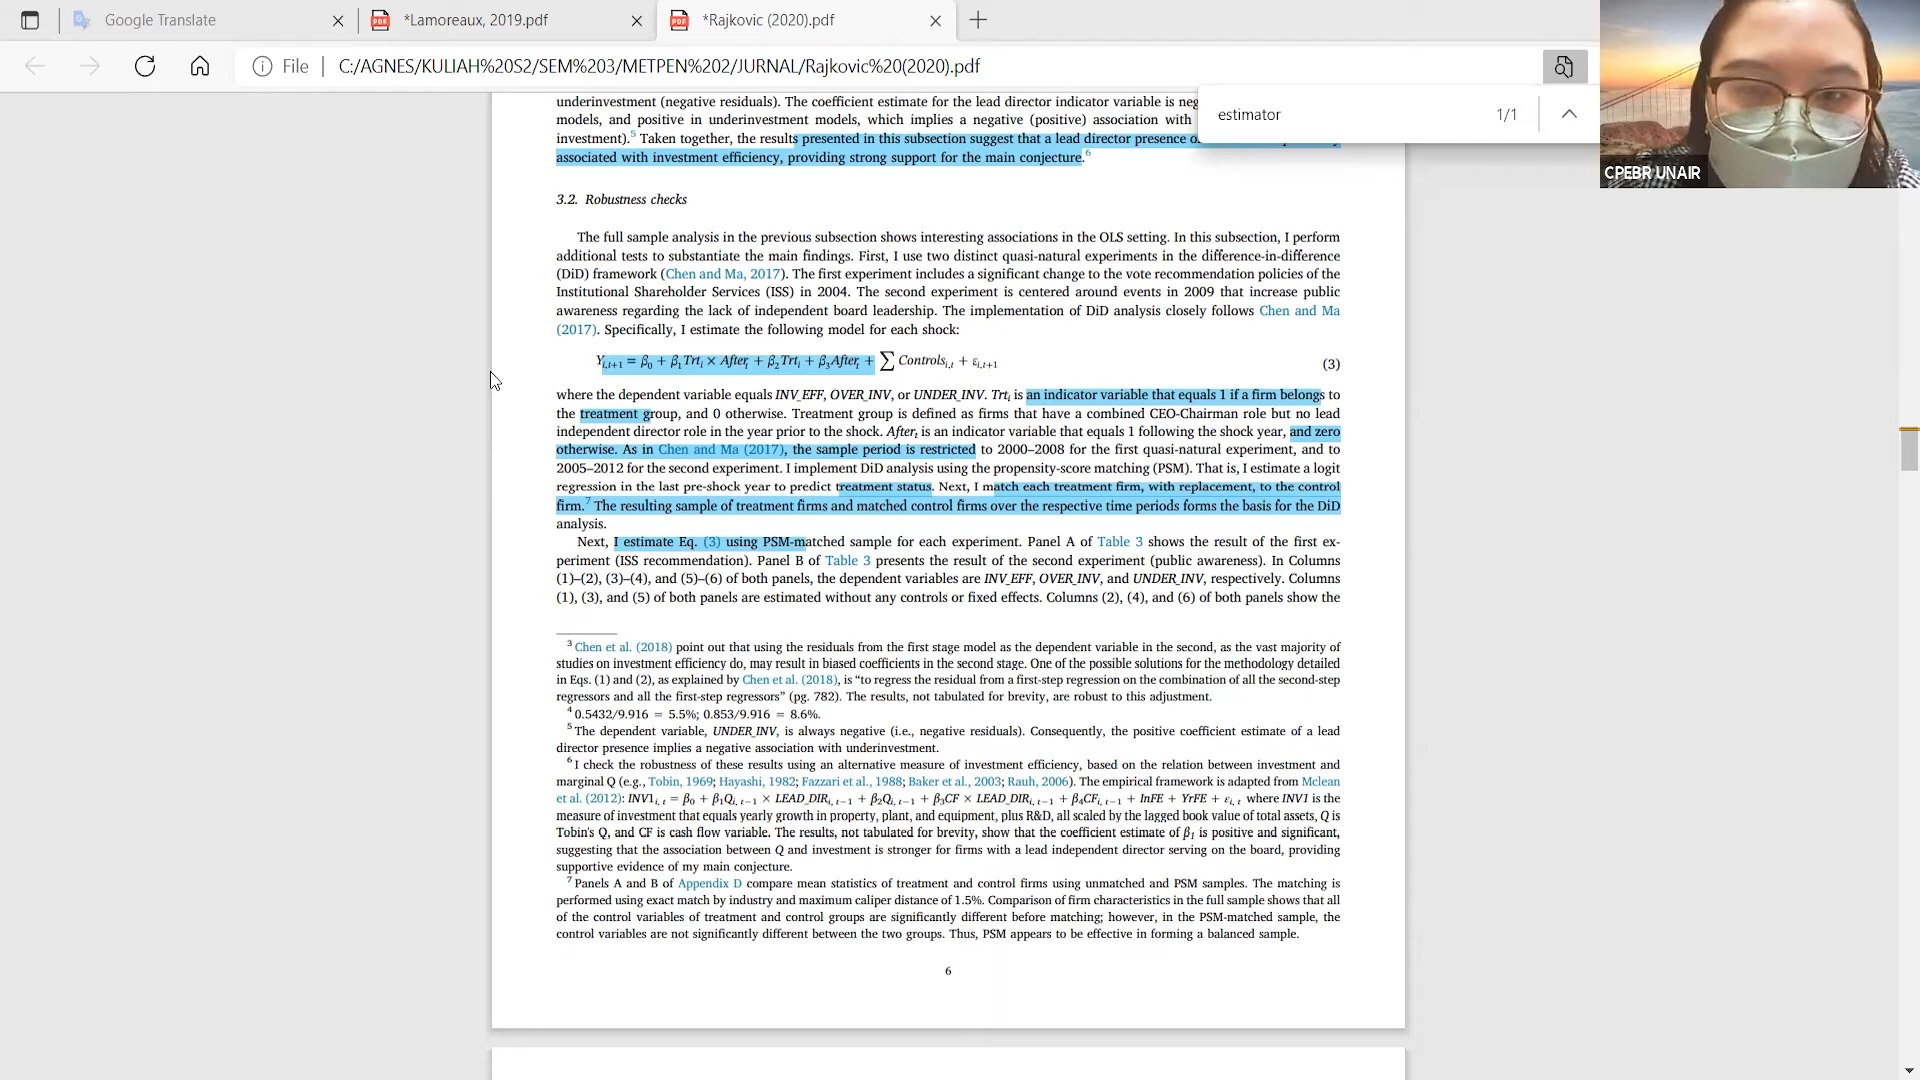 Google Translate
*Lamoreaux, 2019.pdf
*Rajkovic (2020).pdf
File
C:/AGNES/KULIAH%20S2/SEM%203/METPEN%202/JURNAL/Rajkovic%20(2020).pdf
estimator 1/1
CPEBR UNAIR
underinvestment (negative residuals). The coefficient estimate for the lead director indicator variable is neg
models, and positive in underinvestment models, which implies a negative (positive) association with
investment).5 Taken together, the results presented in this subsection suggest that a lead director presence
associated with investment efficiency, providing strong support for the main conjecture.6
3.2. Robustness checks
The full sample analysis in the previous subsection shows interesting associations in the OLS setting. In this subsection, I perform
additional tests to substantiate the main findings. First, I use two distinct quasi-natural experiments in the difference-in-difference
(DiD) framework (Chen and Ma, 2017). The first experiment includes a significant change to the vote recommendation policies of the
Institutional Shareholder Services (ISS) in 2004. The second experiment is centered around events in 2009 that increase public
awareness regarding the lack of independent board leadership. The implementation of DiD analysis closely follows Chen and Ma
(2017). Specifically, I estimate the following model for each shock:
Yi,t+1 = β0 + β1Trti × Aftert + β2Trti + β3Aftert + ∑ Controlsi,t + εi,t+1 (3)
where the dependent variable equals INV_EFF, OVER_INV, or UNDER_INV. Trti is an indicator variable that equals 1 if a firm belongs to
the treatment group, and 0 otherwise. Treatment group is defined as firms that have a combined CEO-Chairman role but no lead
independent director role in the year prior to the shock. Aftert is an indicator variable that equals 1 following the shock year, and zero
otherwise. As in Chen and Ma (2017), the sample period is restricted to 2000–2008 for the first quasi-natural experiment, and to
2005–2012 for the second experiment. I implement DiD analysis using the propensity-score matching (PSM). That is, I estimate a logit
regression in the last pre-shock year to predict treatment status. Next, I match each treatment firm, with replacement, to the control
firm.7 The resulting sample of treatment firms and matched control firms over the respective time periods forms the basis for the DiD
analysis.
Next, I estimate Eq. (3) using PSM-matched sample for each experiment. Panel A of Table 3 shows the result of the first ex-
periment (ISS recommendation). Panel B of Table 3 presents the result of the second experiment (public awareness). In Columns
(1)–(2), (3)–(4), and (5)–(6) of both panels, the dependent variables are INV_EFF, OVER_INV, and UNDER_INV, respectively. Columns
(1), (3), and (5) of both panels are estimated without any controls or fixed effects. Columns (2), (4), and (6) of both panels show the
3 Chen et al. (2018) point out that using the residuals from the first stage model as the dependent variable in the second, as the vast majority of
studies on investment efficiency do, may result in biased coefficients in the second stage. One of the possible solutions for the methodology detailed
in Eqs. (1) and (2), as explained by Chen et al. (2018), is “to regress the residual from a first-step regression on the combination of all the second-step
regressors and all the first-step regressors” (pg. 782). The results, not tabulated for brevity, are robust to this adjustment.
4 0.5432/9.916 = 5.5%; 0.853/9.916 = 8.6%.
5 The dependent variable, UNDER_INV, is always negative (i.e., negative residuals). Consequently, the positive coefficient estimate of a lead
director presence implies a negative association with underinvestment.
6 I check the robustness of these results using an alternative measure of investment efficiency, based on the relation between investment and
marginal Q (e.g., Tobin, 1969; Hayashi, 1982; Fazzari et al., 1988; Baker et al., 2003; Rauh, 2006). The empirical framework is adapted from Mclean
et al. (2012): INV1i, t = β0 + β1Qi, t−1 × LEAD_DIRi, t−1 + β2Qi, t−1 + β3CF × LEAD_DIRi, t−1 + β4CFi, t−1 + InFE + YrFE + εi, t where INV1 is the
measure of investment that equals yearly growth in property, plant, and equipment, plus R&D, all scaled by the lagged book value of total assets, Q is
Tobin's Q, and CF is cash flow variable. The results, not tabulated for brevity, show that the coefficient estimate of β1 is positive and significant,
suggesting that the association between Q and investment is stronger for firms with a lead independent director serving on the board, providing
supportive evidence of my main conjecture.
7 Panels A and B of Appendix D compare mean statistics of treatment and control firms using unmatched and PSM samples. The matching is
performed using exact match by industry and maximum caliper distance of 1.5%. Comparison of firm characteristics in the full sample shows that all
of the control variables of treatment and control groups are significantly different before matching; however, in the PSM-matched sample, the
control variables are not significantly different between the two groups. Thus, PSM appears to be effective in forming a balanced sample.
6